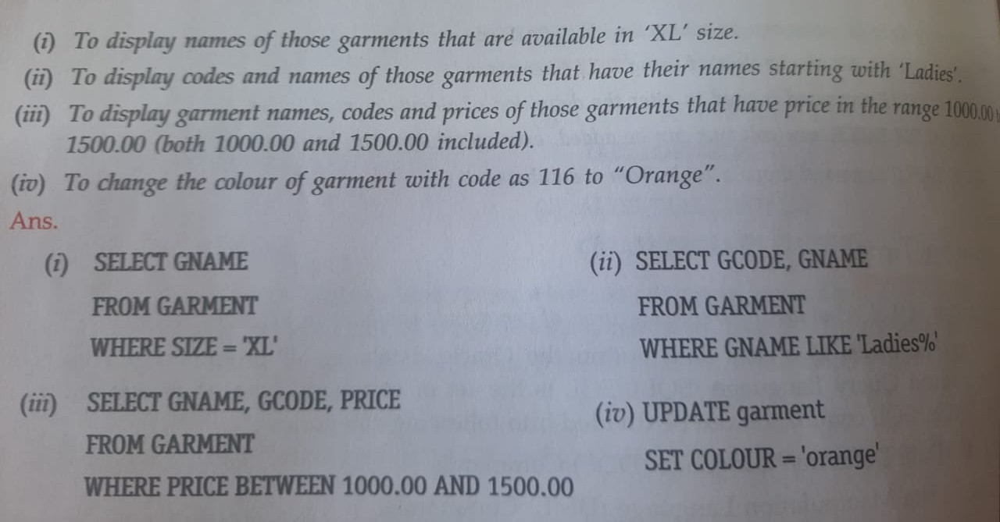 (i) To display names of those garments that are available in 'XL' size.
(ii) To display codes and names of those garments that have their names starting with 'Ladies'.
(iii) To display garment names, codes and prices of those garments that have price in the range 1000.00
1500.00 (both 1000.00 and 1500.00 included).
(iv) To change the colour of garment with code as 116 to "Orange".
Ans.
(i) SELECT GNAME
FROM GARMENT
WHERE SIZE = 'XL'
(ii) SELECT GCODE, GNAME
FROM GARMENT
WHERE GNAME LIKE 'Ladies%'
(iii) SELECT GNAME, GCODE, PRICE
FROM GARMENT
WHERE PRICE BETWEEN 1000.00 AND 1500.00
(iv) UPDATE garment
SET COLOUR = 'orange'